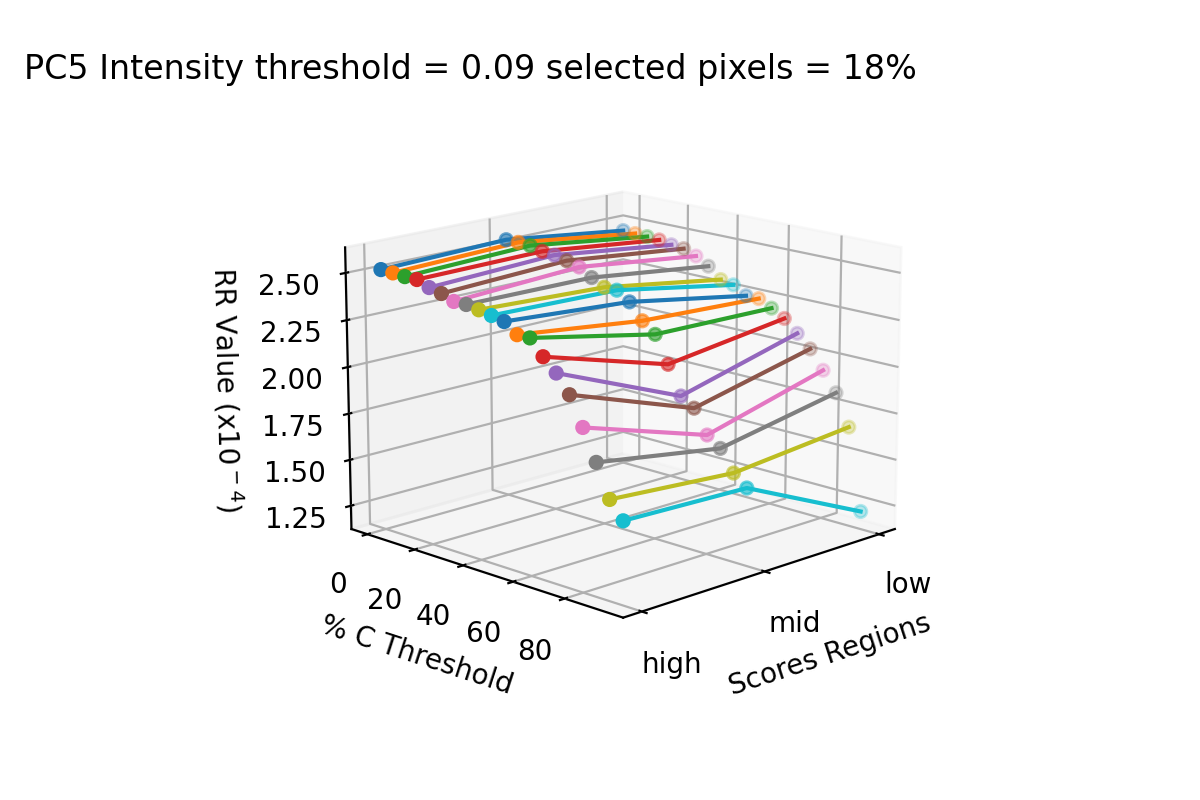 PC5 Intensity threshold = 0.09 selected pixels = 18%
RR Value (x10⁻⁴)
2.50
2.25
2.00
1.75
1.50
1.25
0
20
40
60
80
% C Threshold
high
mid
low
Scores Regions